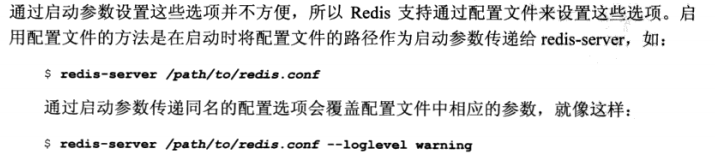 通过启动参数设置这些选项并不方便，所以 Redis 支持通过配置文件来设置这些选项。启
用配置文件的方法是在启动时将配置文件的路径作为启动参数传递给 redis-server，如：
$ redis-server /path/to/redis.conf
通过启动参数传递同名的配置选项会覆盖配置文件中相应的参数，就像这样：
$ redis-server /path/to/redis.conf --loglevel warning